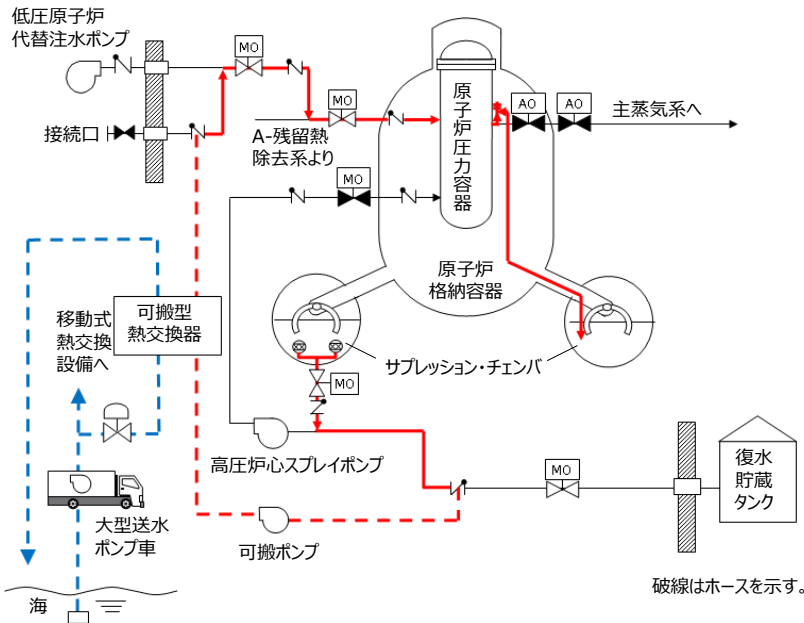 低圧原子炉
代替注水ポンプ
MO
MO
接続口
A-残留熱
除去系より
MO
原子炉圧力容器
AO
AO
主蒸気系へ
原子炉
格納容器
移動式
熱交換
設備へ
可搬型
熱交換器
サプレッション・チェンバ
MO
高圧炉心スプレイポンプ
大型送水
ポンプ車
可搬ポンプ
MO
復水
貯蔵
タンク
海
破線はホースを示す。